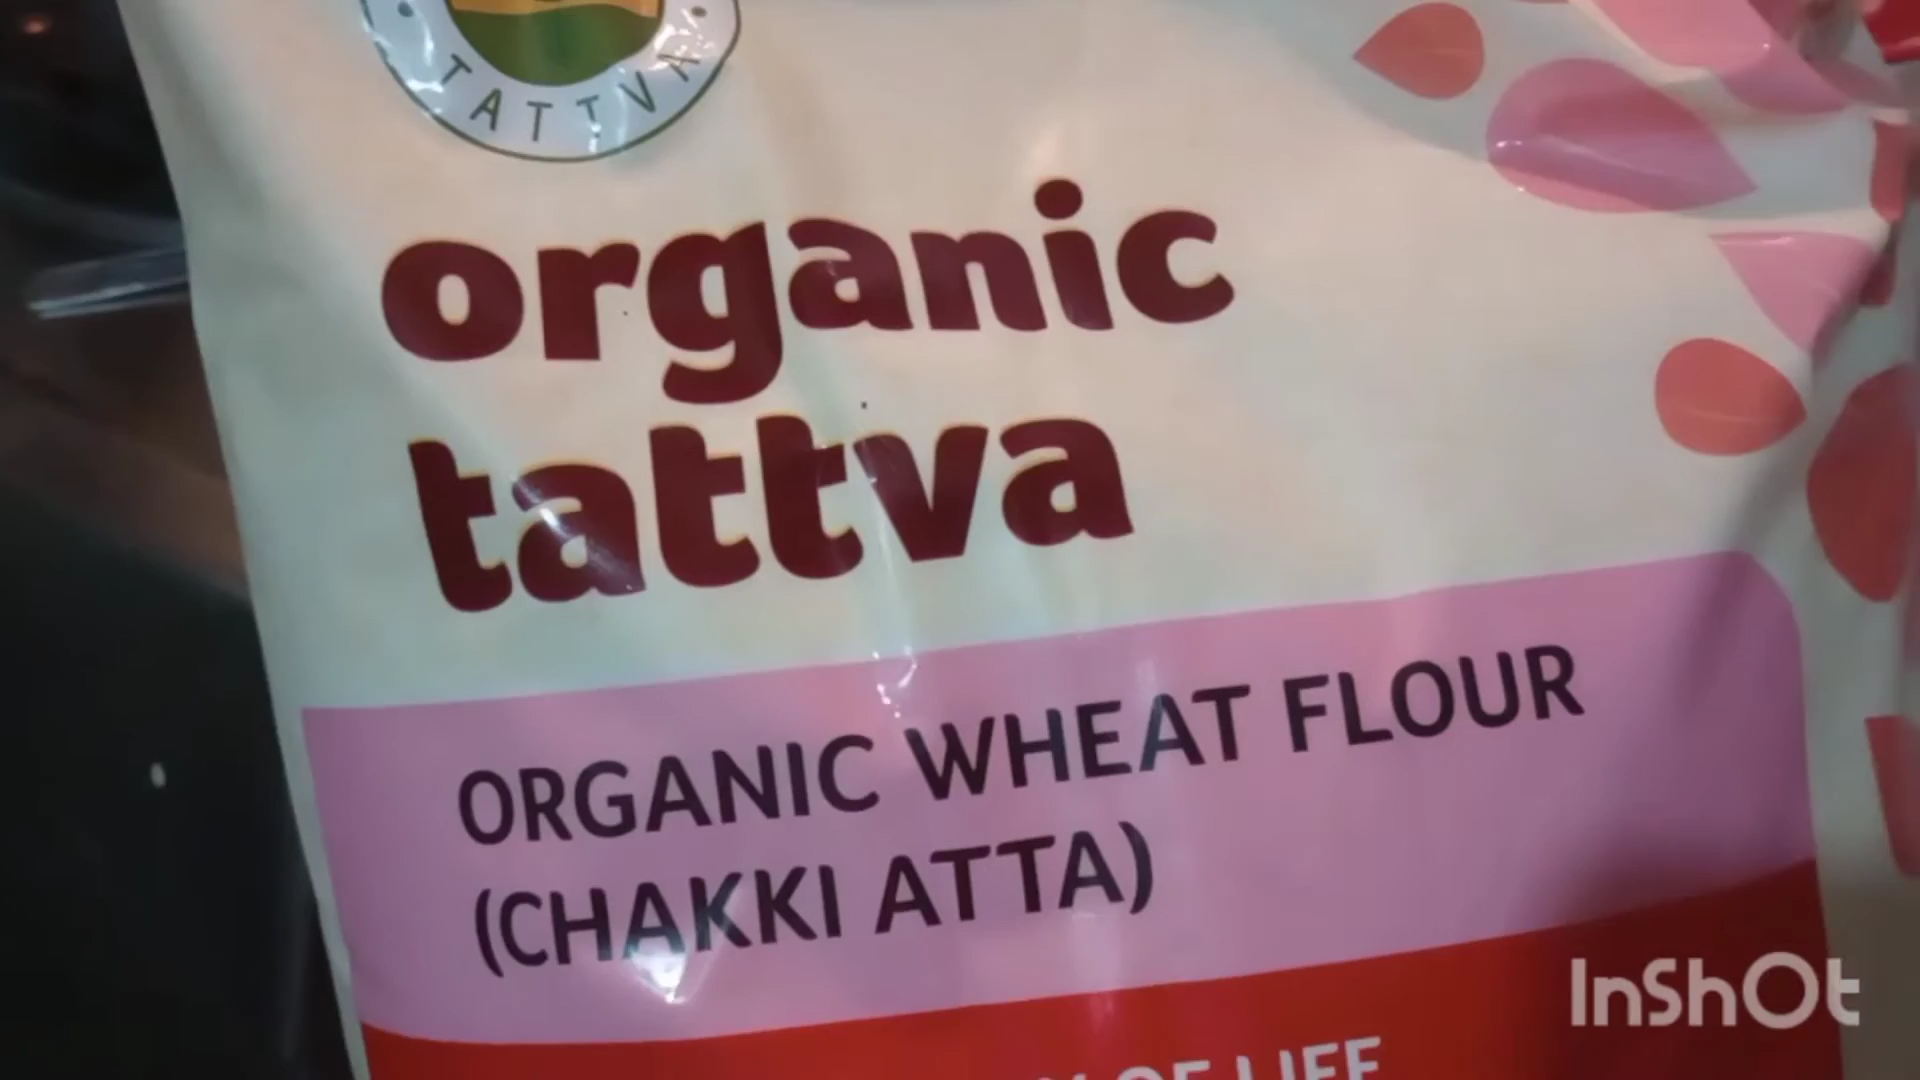 TATTVA
organic
tattva
ORGANIC WHEAT FLOUR
(CHAKKI ATTA)
OF LIFE
InShOt